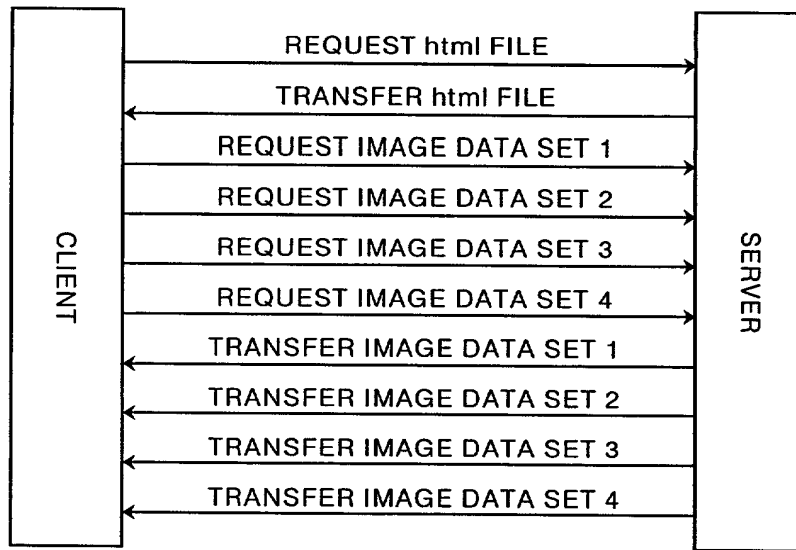 REQUEST html FILE
TRANSFER html FILE
REQUEST IMAGE DATA SET 1
REQUEST IMAGE DATA SET 2
REQUEST IMAGE DATA SET 3
REQUEST IMAGE DATA SET 4
TRANSFER IMAGE DATA SET 1
TRANSFER IMAGE DATA SET 2
TRANSFER IMAGE DATA SET 3
TRANSFER IMAGE DATA SET 4
CLIENT
SERVER